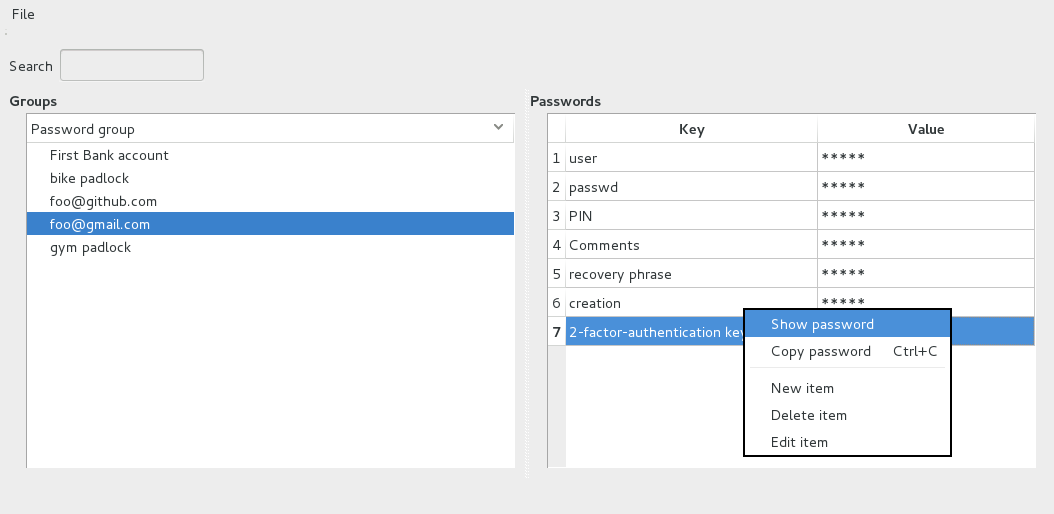 File
Search
Groups
Password group
First Bank account
bike padlock
foo@github.com
foo@gmail.com
gym padlock
Passwords
Key Value
1 user *****
2 passwd *****
3 PIN *****
4 Comments *****
5 recovery phrase *****
6 creation *****
7 2-factor-authentication key
Show password
Copy password Ctrl+C
New item
Delete item
Edit item